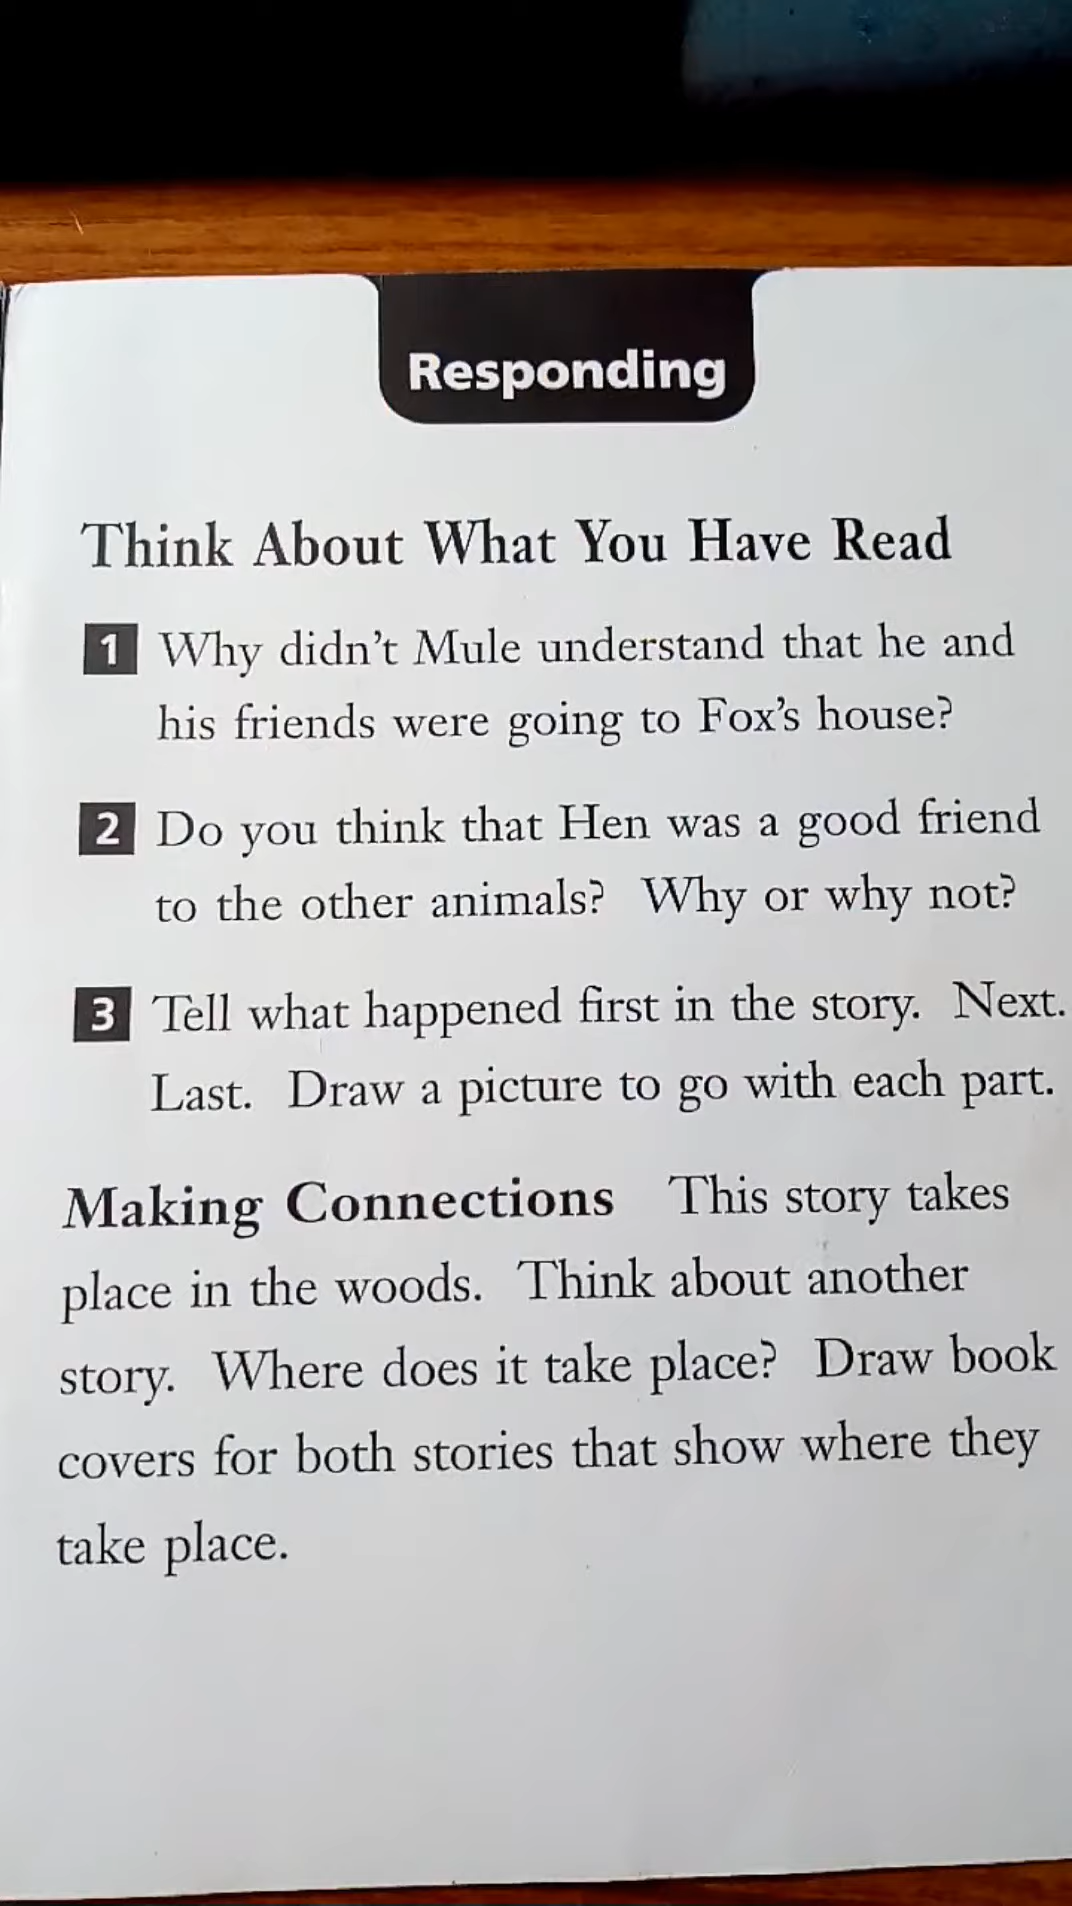 Responding
Think About What You Have Read
1 Why didn't Mule understand that he and
his friends were going to Fox's house?
2 Do you think that Hen was a good friend
to the other animals? Why or why not?
3 Tell what happened first in the story. Next.
Last. Draw a picture to go with each part.
Making Connections This story takes
place in the woods. Think about another
story. Where does it take place? Draw book
covers for both stories that show where they
take place.